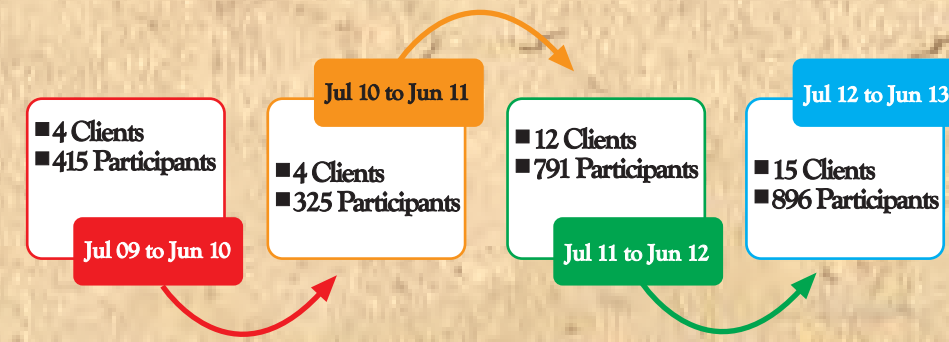 ■ 4 Clients
■ 415 Participants
Jul 09 to Jun 10
Jul 10 to Jun 11
■ 4 Clients
■ 325 Participants
■ 12 Clients
■ 791 Participants
Jul 11 to Jun 12
Jul 12 to Jun 13
■ 15 Clients
■ 896 Participants